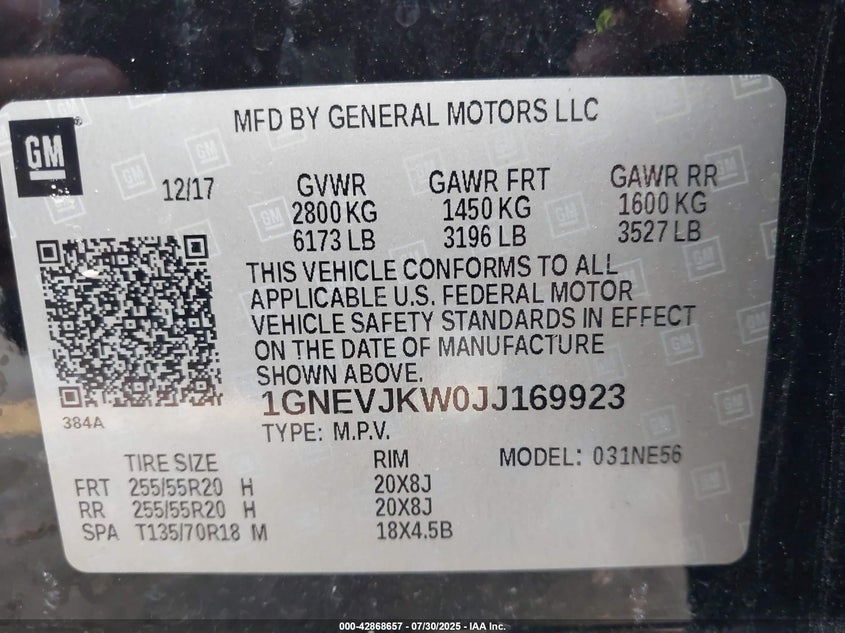 GM
MFD BY GENERAL MOTORS LLC
12/17 GVWR GAWR FRT GAWR RR
2800 KG 1450 KG 1600 KG
6173 LB 3196 LB 3527 LB
THIS VEHICLE CONFORMS TO ALL
APPLICABLE U.S. FEDERAL MOTOR
VEHICLE SAFETY STANDARDS IN EFFECT
ON THE DATE OF MANUFACTURE
SHOWN ABOVE.
384A
1GNEVJKW0JJ169923
TYPE: M.P.V.
TIRE SIZE RIM MODEL: 031NE56
FRT 255/55R20 H 20X8J
RR 255/55R20 H 20X8J
SPA T135/70R18 M 18X4.5B
000-42868657 - 07/30/2025 - IAA Inc.